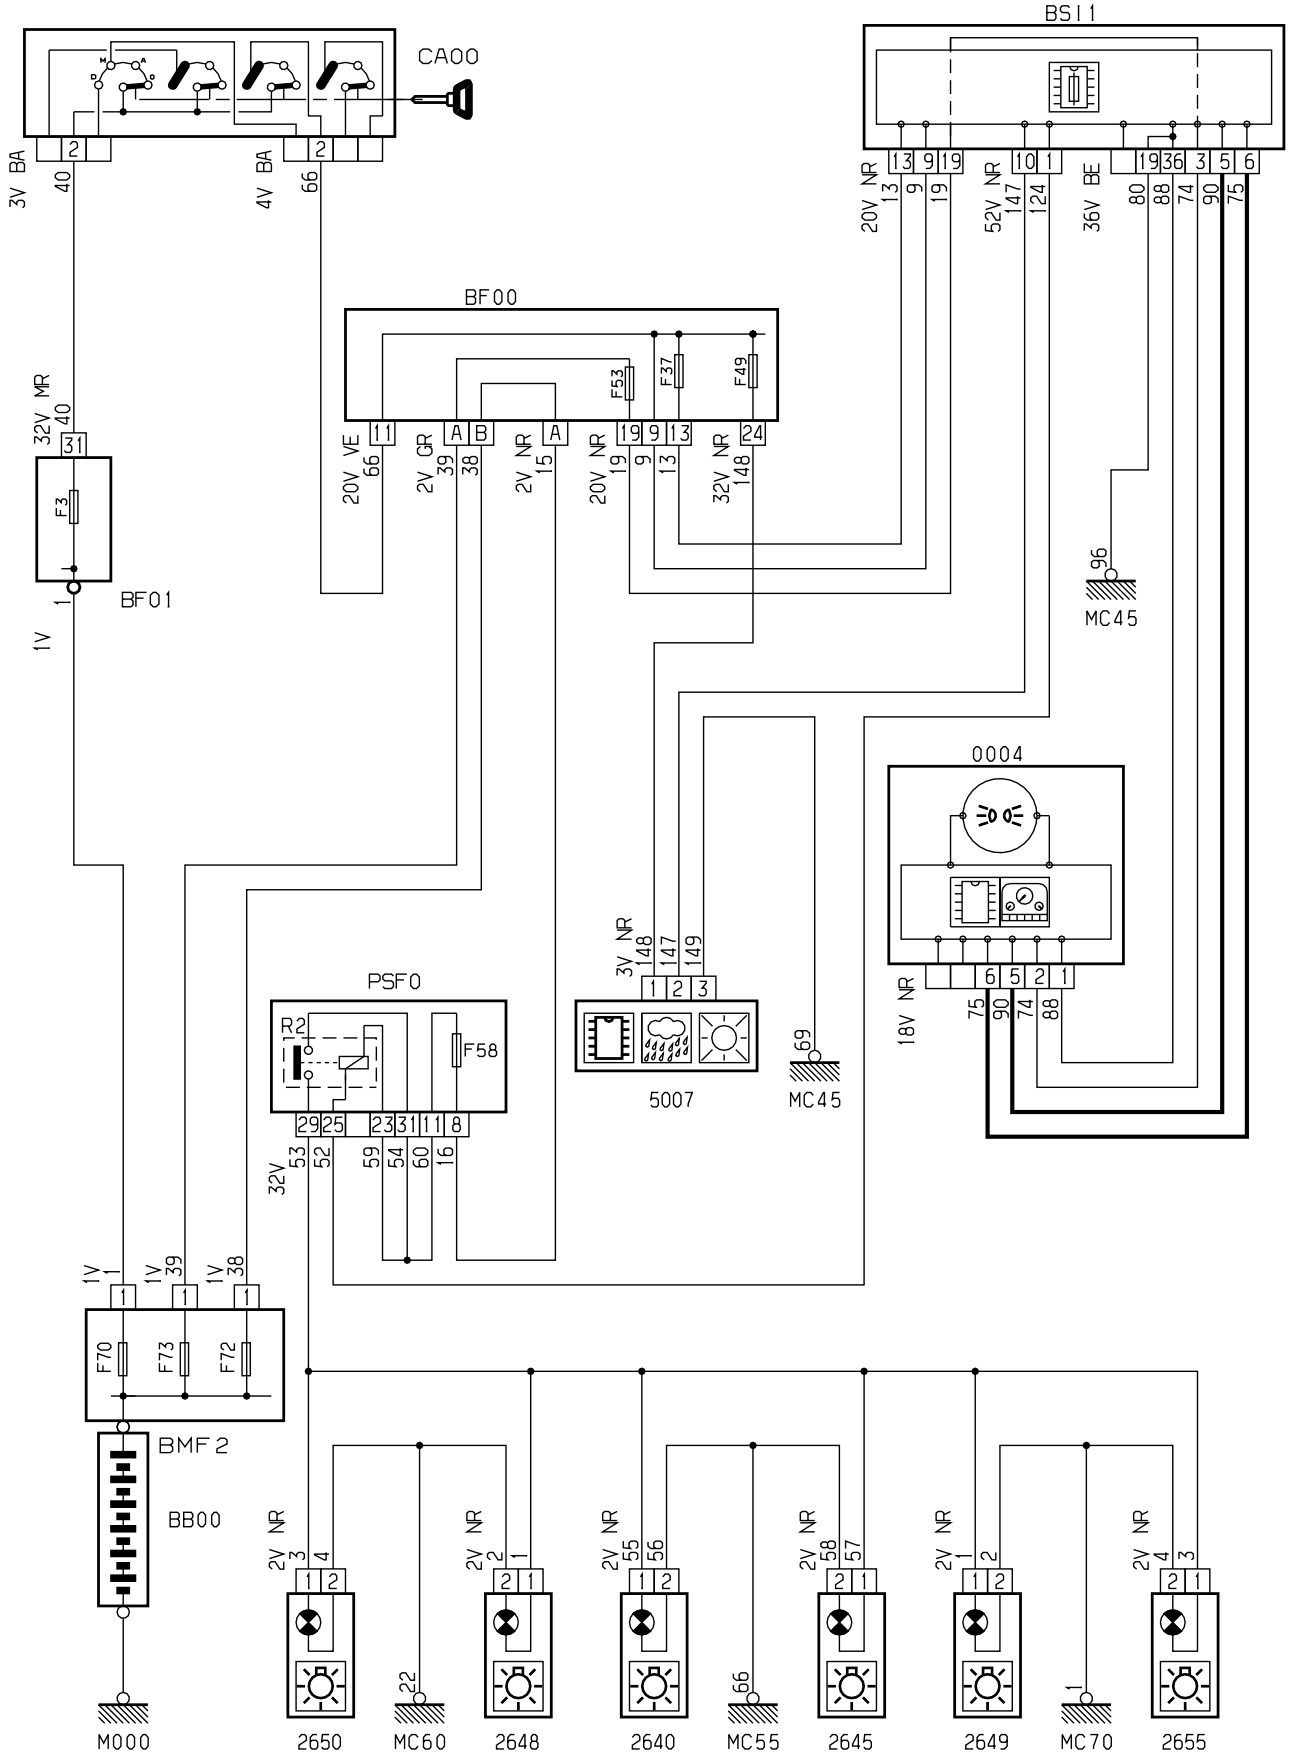 BSI1
CA00
M A
D O
2 2
3V BA 40
4V BA 66
13 9 19 10 1 19 36 3 5 6
20V NR 13 9 19
52V NR 147 124
36V BE 80 88 74 90 75
BF00
F53 F37 F49
11 A B A 19 9 13 24
20V VE 66
2V GR 39 38
2V NR 15
20V NR 19 9 13
32V NR 148
32V MR 40
31
F3
BF01
1V 1
96
MC45
0004
6 5 2 1
18V NR 75 90 74 88
3V NR 148 147 149
1 2 3
5007
69
MC45
PSF0
R2
F58
29 25 23 31 11 8
32V 53 52 59 54 60 16
1V 1
1V 39
1V 38
1 1 1
F70 F73 F72
BMF2
BB00
M000
2V NR 3 4
2V NR 2 1
2V NR 55 56
2V NR 58 57
2V NR 1 2
2V NR 4 3
1 2 2 1 1 2 2 1 1 2 2 1
22 66 1
2650 MC60 2648 2640 MC55 2645 2649 MC70 2655